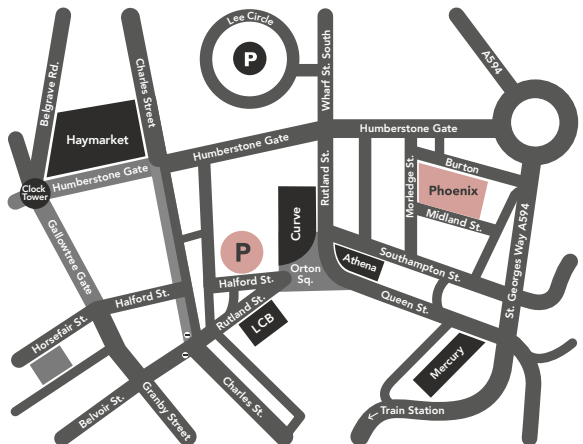 Lee Circle
P
Belgrave Rd.
Charles Street
Wharf St. South
A594
Haymarket
Humberstone Gate
Humberstone Gate
Humberstone Gate
Clock
Tower
Burton
Phoenix
Morledge St.
Midland St.
Rutland St.
Curve
Gallowtree Gate
P
Orton
Sq.
Athena
Southampton St.
St. Georges Way A594
Halford St.
Halford St.
Queen St.
Rutland St.
LCB
Horsefair St.
Mercury
Belvoir St.
Granby Street
Charles St.
← Train Station